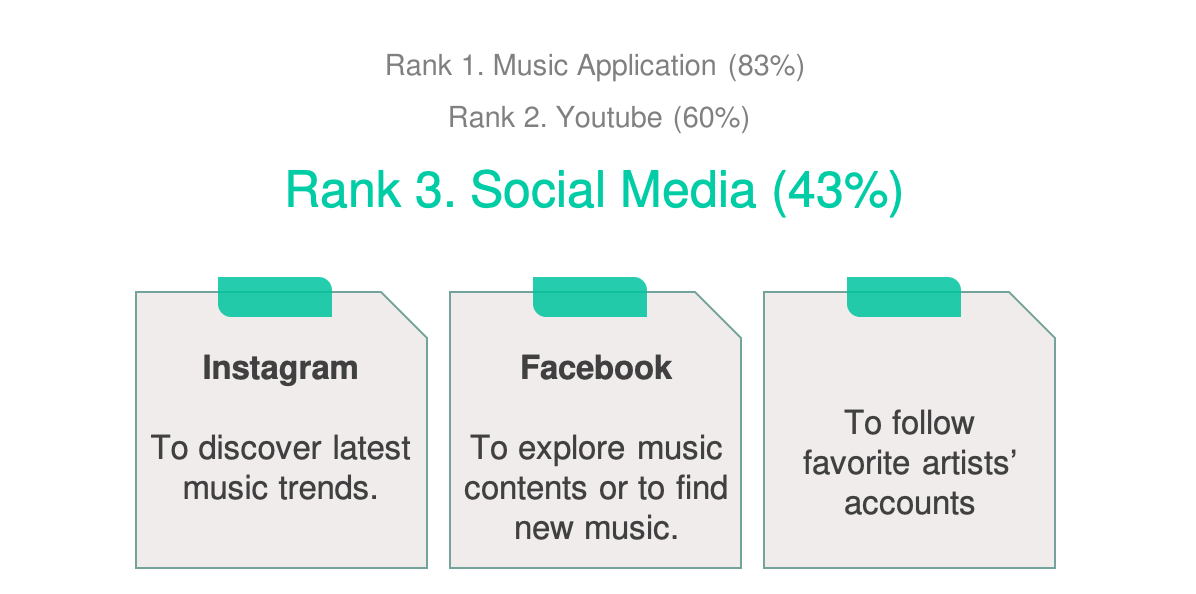 Rank 1. Music Application (83%)
Rank 2. Youtube (60%)
Rank 3. Social Media (43%)
Instagram
To discover latest
music trends.
Facebook
To explore music
contents or to find
new music.
To follow
favorite artists’
accounts